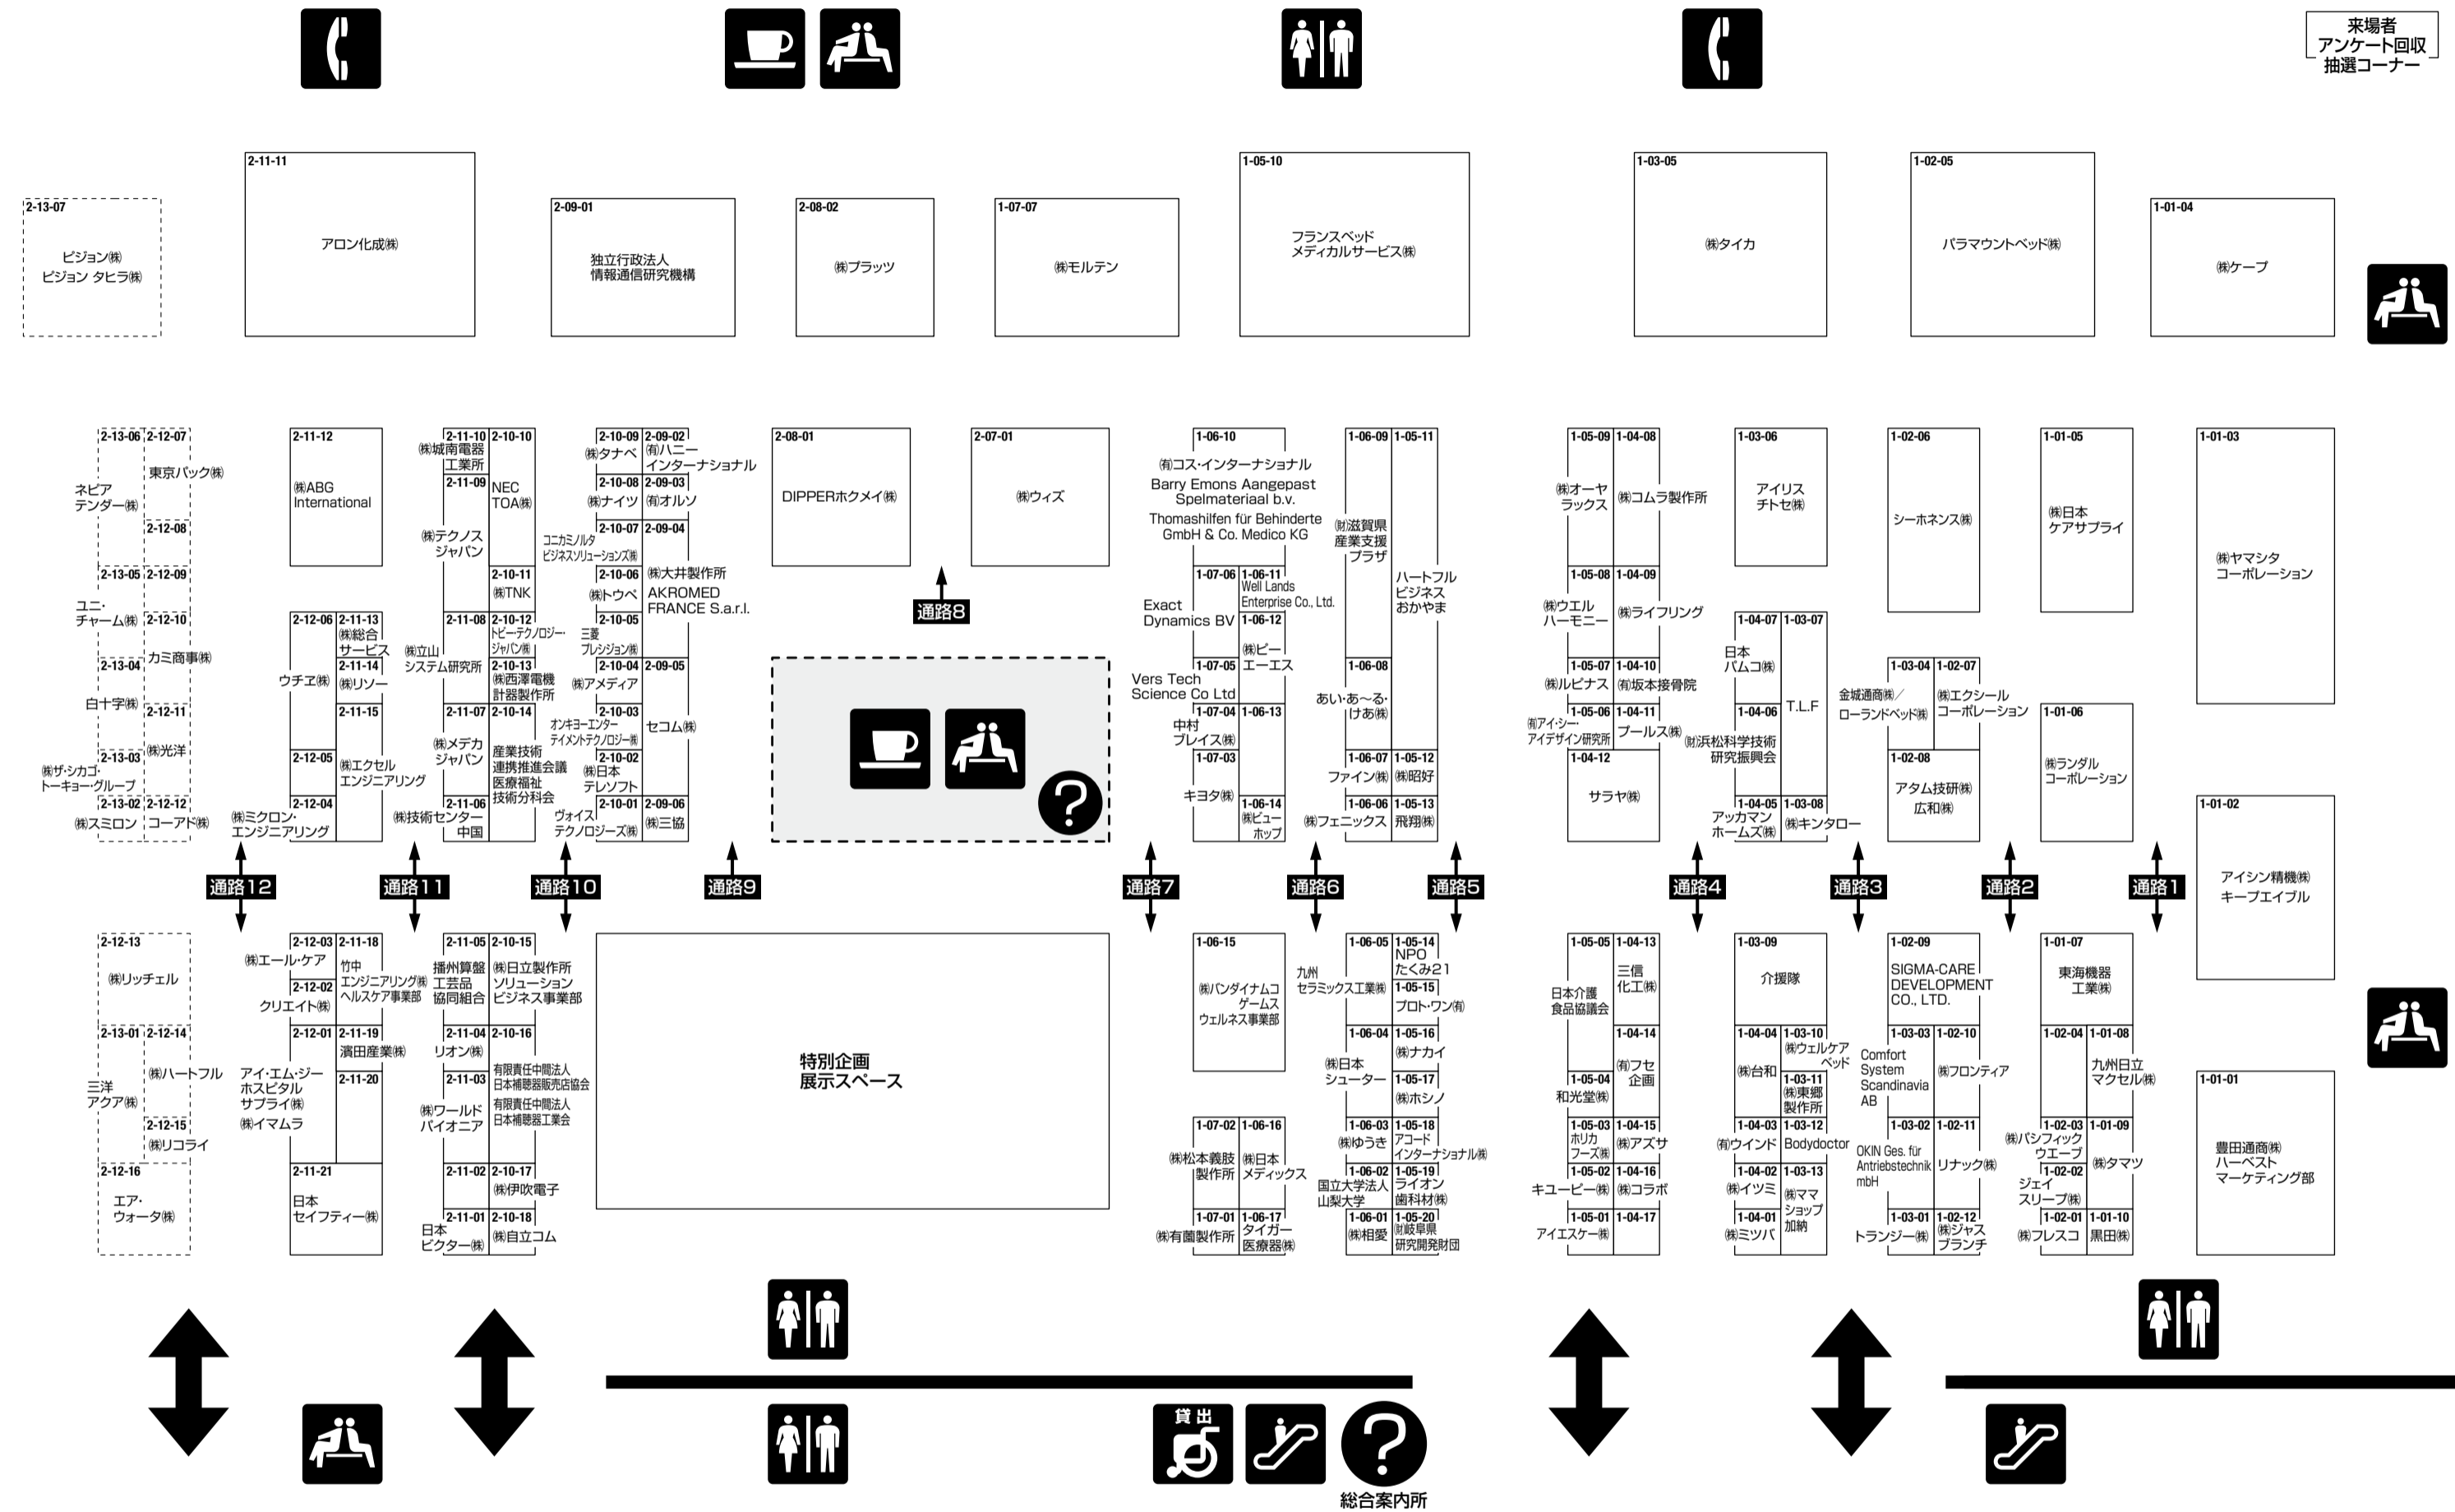 来場者
アンケート回収
抽選コーナー
2-13-07
ピジョン㈱
ピジョン タヒラ㈱
2-11-11
アロン化成㈱
2-09-01
独立行政法人
情報通信研究機構
2-08-02
㈱プラッツ
1-07-07
㈱モルテン
1-05-10
フランスベッド
メディカルサービス㈱
1-03-05
㈱タイカ
1-02-05
パラマウントベッド㈱
1-01-04
㈱ケープ
2-13-06
ネピア
テンダー㈱
2-12-07
東京パック㈱
2-12-08
2-13-05
ユニ・
チャーム㈱
2-12-09
2-12-10
カミ商事㈱
2-13-04
白十字㈱
2-12-11
㈱光洋
2-13-03
㈱ザ・シカゴ・
トーキョー・グループ
2-13-02
㈱スミロン
2-12-12
コーアド㈱
2-11-12
㈱ABG
International
2-12-06
ウチヱ㈱
2-11-13
㈱総合
サービス
2-11-14
㈱リソー
2-11-15
㈱エクセル
エンジニアリング
2-12-05
2-12-04
㈱ミクロン・
エンジニアリング
2-11-10
㈱城南電器
工業所
2-10-10
NEC
TOA㈱
2-11-09
㈱テクノス
ジャパン
2-10-11
㈱TNK
2-11-08
㈱立山
システム研究所
2-10-12
トビー・テクノロジー・
ジャパン㈱
2-10-13
㈱西澤電機
計器製作所
2-11-07
㈱メデカ
ジャパン
2-10-14
産業技術
連携推進会議
医療福祉
技術分科会
2-11-06
㈱技術センター
中国
2-10-09
㈱タナベ
2-09-02
㈲ハニー
インターナショナル
2-10-08
㈱ナイツ
2-09-03
㈲オルソ
2-10-07
コニカミノルタ
ビジネスソリューションズ㈱
2-09-04
㈱大井製作所
AKROMED
FRANCE S.a.r.l.
2-10-06
㈱トウベ
2-10-05
三菱
プレシジョン㈱
2-10-04
㈱アメディア
2-09-05
セコム㈱
2-10-03
オンキヨーエンター
テイメントテクノロジー㈱
2-10-02
㈱日本
テレソフト
2-10-01
ヴォイス
テクノロジーズ㈱
2-09-06
㈱三協
2-08-01
DIPPERホクメイ㈱
2-07-01
㈱ウィズ
通路8
?
1-06-10
㈲コス・インターナショナル
Barry Emons Aangepast
Spelmateriaal b.v.
Thomashilfen für Behinderte
GmbH & Co. Medico KG
1-07-06
Exact
Dynamics BV
1-06-11
Well Lands
Enterprise Co., Ltd.
1-06-12
㈱ピー
エーエス
1-07-05
Vers Tech
Science Co Ltd
1-07-04
中村
ブレイス㈱
1-06-13
1-07-03
キヨタ㈱
1-06-14
㈱ビュー
ホップ
1-06-09
㈶滋賀県
産業支援
プラザ
1-05-11
ハートフル
ビジネス
おかやま
1-06-08
あい・あ〜る・
けあ㈱
1-06-07
ファイン㈱
1-05-12
㈱昭好
1-06-06
㈱フェニックス
1-05-13
飛翔㈱
1-05-09
㈱オーヤ
ラックス
1-04-08
㈱コムラ製作所
1-05-08
㈱ウエル
ハーモニー
1-04-09
㈱ライフリング
1-05-07
㈱ルピナス
1-04-10
㈲坂本接骨院
1-05-06
㈲アイ・シー・
アイデザイン研究所
1-04-11
プールス㈱
1-04-12
サラヤ㈱
1-03-06
アイリス
チトセ㈱
1-04-07
日本
パムコ㈱
1-03-07
T.L.F
1-04-06
㈶浜松科学技術
研究振興会
1-04-05
アッカマン
ホームズ㈱
1-03-08
㈱キンタロー
1-02-06
シーホネンス㈱
1-03-04
金城通商㈱／
ローランドベッド㈱
1-02-07
㈱エクシール
コーポレーション
1-02-08
アタム技研㈱
広和㈱
1-01-05
㈱日本
ケアサプライ
1-01-06
㈱ランダル
コーポレーション
1-01-03
㈱ヤマシタ
コーポレーション
1-01-02
アイシン精機㈱
キープエイブル
通路12
通路11
通路10
通路9
通路7
通路6
通路5
通路4
通路3
通路2
通路1
2-12-13
㈱リッチェル
2-13-01
三洋
アクア㈱
2-12-14
㈱ハートフル
2-12-15
㈱リコライ
2-12-16
エア・
ウォータ㈱
2-12-03
㈱エール・ケア
2-11-18
竹中
エンジニアリング㈱
ヘルスケア事業部
2-12-02
クリエイト㈱
2-12-01
アイ・エム・ジー
ホスピタル
サプライ㈱
㈱イマムラ
2-11-19
濱田産業㈱
2-11-20
2-11-21
日本
セイフティー㈱
2-11-05
播州算盤
工芸品
協同組合
2-10-15
㈱日立製作所
ソリューション
ビジネス事業部
2-11-04
リオン㈱
2-10-16
有限責任中間法人
日本補聴器販売店協会
有限責任中間法人
日本補聴器工業会
2-11-03
㈱ワールド
パイオニア
2-11-02
2-10-17
㈱伊吹電子
2-11-01
日本
ビクター㈱
2-10-18
㈱自立コム
特別企画
展示スペース
1-06-15
㈱バンダイナムコ
ゲームス
ウェルネス事業部
1-07-02
㈱松本義肢
製作所
1-06-16
㈱日本
メディックス
1-07-01
㈱有薗製作所
1-06-17
タイガー
医療器㈱
1-06-05
九州
セラミックス工業㈱
1-05-14
NPO
たくみ21
1-05-15
プロト・ワン㈲
1-06-04
㈱日本
シューター
1-05-16
㈱ナカイ
1-05-17
㈱ホシノ
1-06-03
㈱ゆうき
1-05-18
アコード
インターナショナル㈱
1-06-02
国立大学法人
山梨大学
1-05-19
ライオン
歯科材㈱
1-06-01
㈱相愛
1-05-20
㈶岐阜県
研究開発財団
1-05-05
日本介護
食品協議会
1-04-13
三信
化工㈱
1-04-14
㈲フセ
企画
1-05-04
和光堂㈱
1-05-03
ホリカ
フーズ㈱
1-04-15
㈱アズサ
1-05-02
キユーピー㈱
1-04-16
㈱コラボ
1-05-01
アイエスケー㈱
1-04-17
1-03-09
介援隊
1-04-04
㈱台和
1-03-10
㈱ウェルケア
ベッド
1-03-11
㈱東郷
製作所
1-04-03
㈲ウインド
1-03-12
Bodydoctor
1-04-02
㈱イツミ
1-03-13
㈱ママ
ショップ
加納
1-04-01
㈱ミツバ
1-02-09
SIGMA-CARE
DEVELOPMENT
CO., LTD.
1-03-03
Comfort
System
Scandinavia
AB
1-02-10
㈱フロンティア
1-03-02
OKIN Ges. für
Antriebstechnik
mbH
1-02-11
リナック㈱
1-03-01
トランジー㈱
1-02-12
㈱ジャス
ブランチ
1-01-07
東海機器
工業㈱
1-02-04
1-01-08
九州日立
マクセル㈱
1-02-03
㈱パシフィック
ウエーブ
1-01-09
㈱タマツ
1-02-02
ジェイ
スリープ㈱
1-02-01
㈱フレスコ
1-01-10
黒田㈱
1-01-01
豊田通商㈱
ハーベスト
マーケティング部
貸出
?
総合案内所